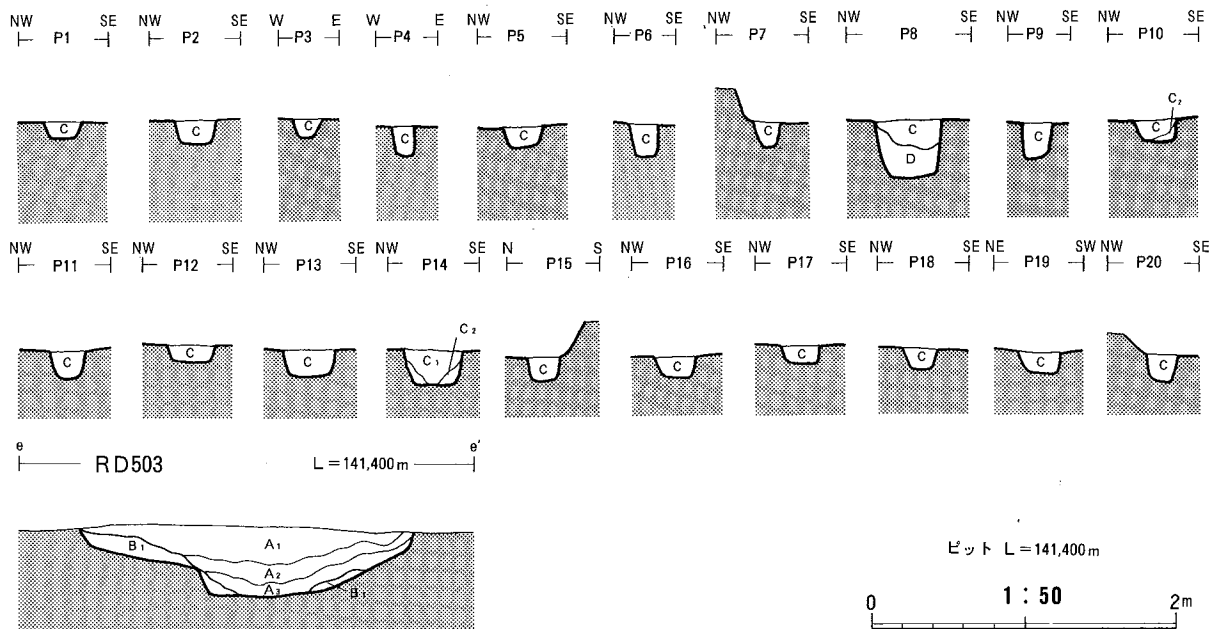 NW SE NW SE W E W E NW SE NW SE NW SE NW SE NW SE NW SE
P1 P2 P3 P4 P5 P6 P7 P8 P9 P10
C₂
C C C C C C C C C C
D
NW SE NW SE NW SE NW SE N S NW SE NW SE NW SE NE SW NW SE
P11 P12 P13 P14 P15 P16 P17 P18 P19 P20
C₂
C C C C₁ C C C C C C
e e′
RD503 L=141,400m
B₁ A₁
A₂
A₃ B₁
ピット L=141,400m
1:50
0 2m